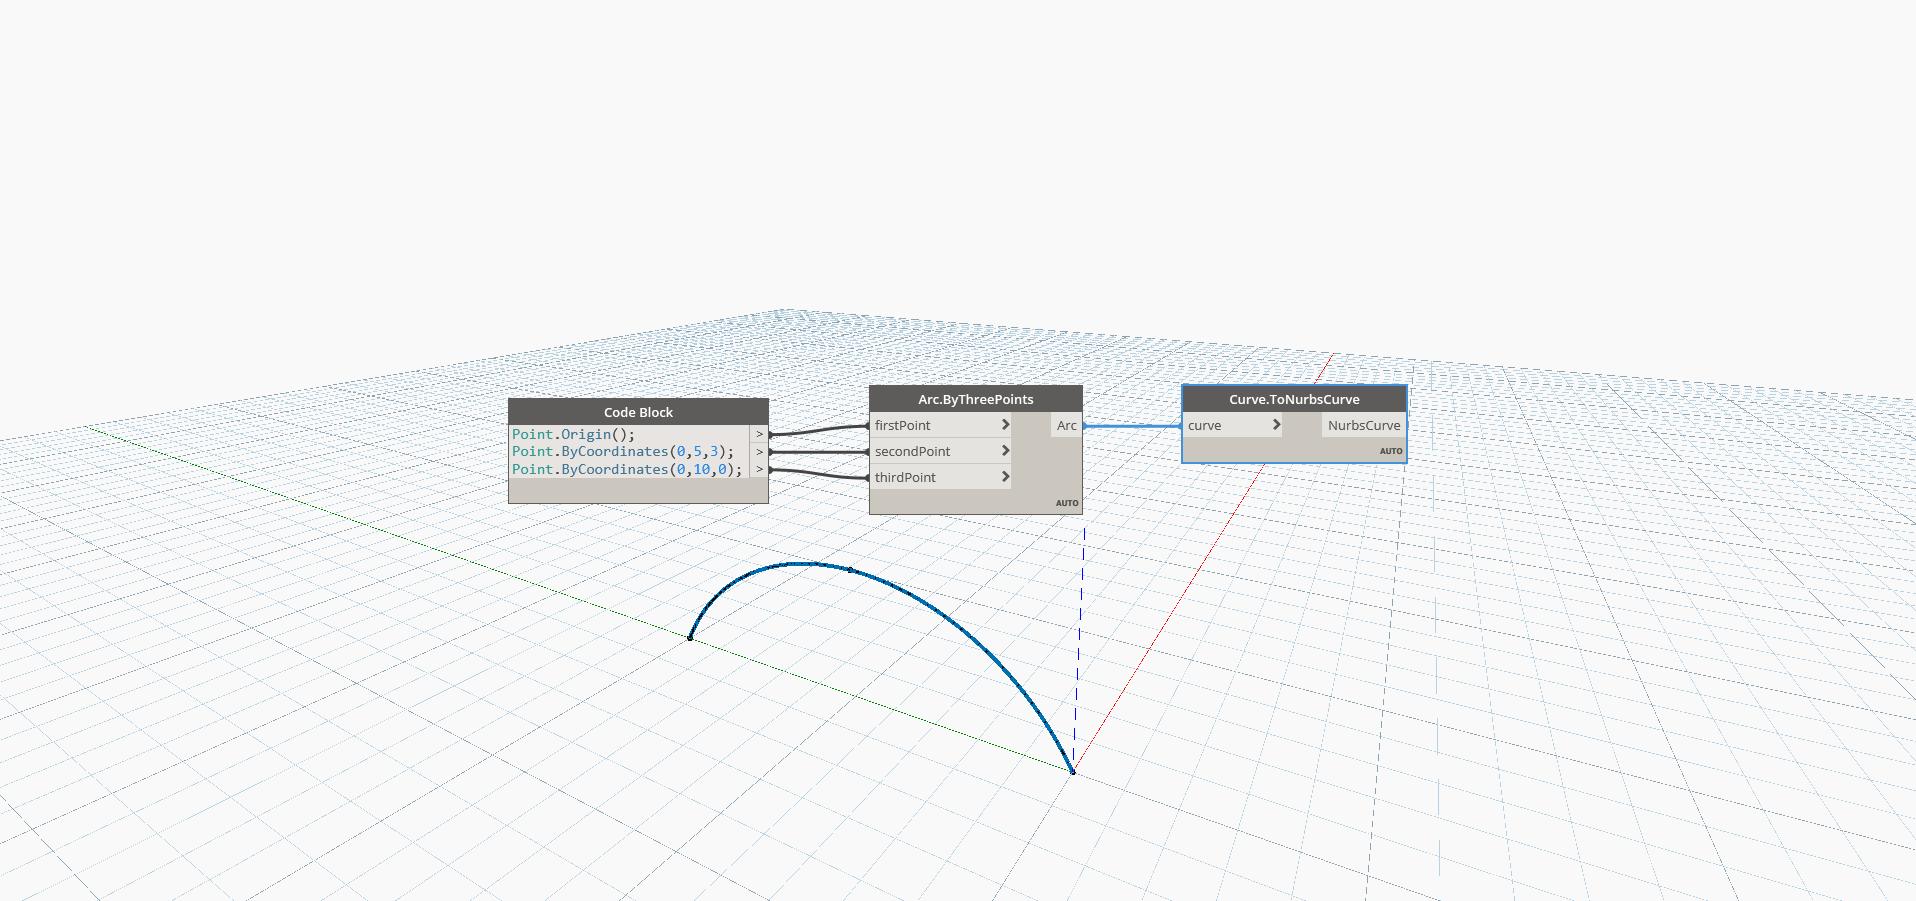 Code Block
Point.Origin(); >
Point.ByCoordinates(0,5,3); >
Point.ByCoordinates(0,10,0); >
Arc.ByThreePoints
firstPoint > Arc
secondPoint >
thirdPoint >
AUTO
Curve.ToNurbsCurve
curve > NurbsCurve
AUTO